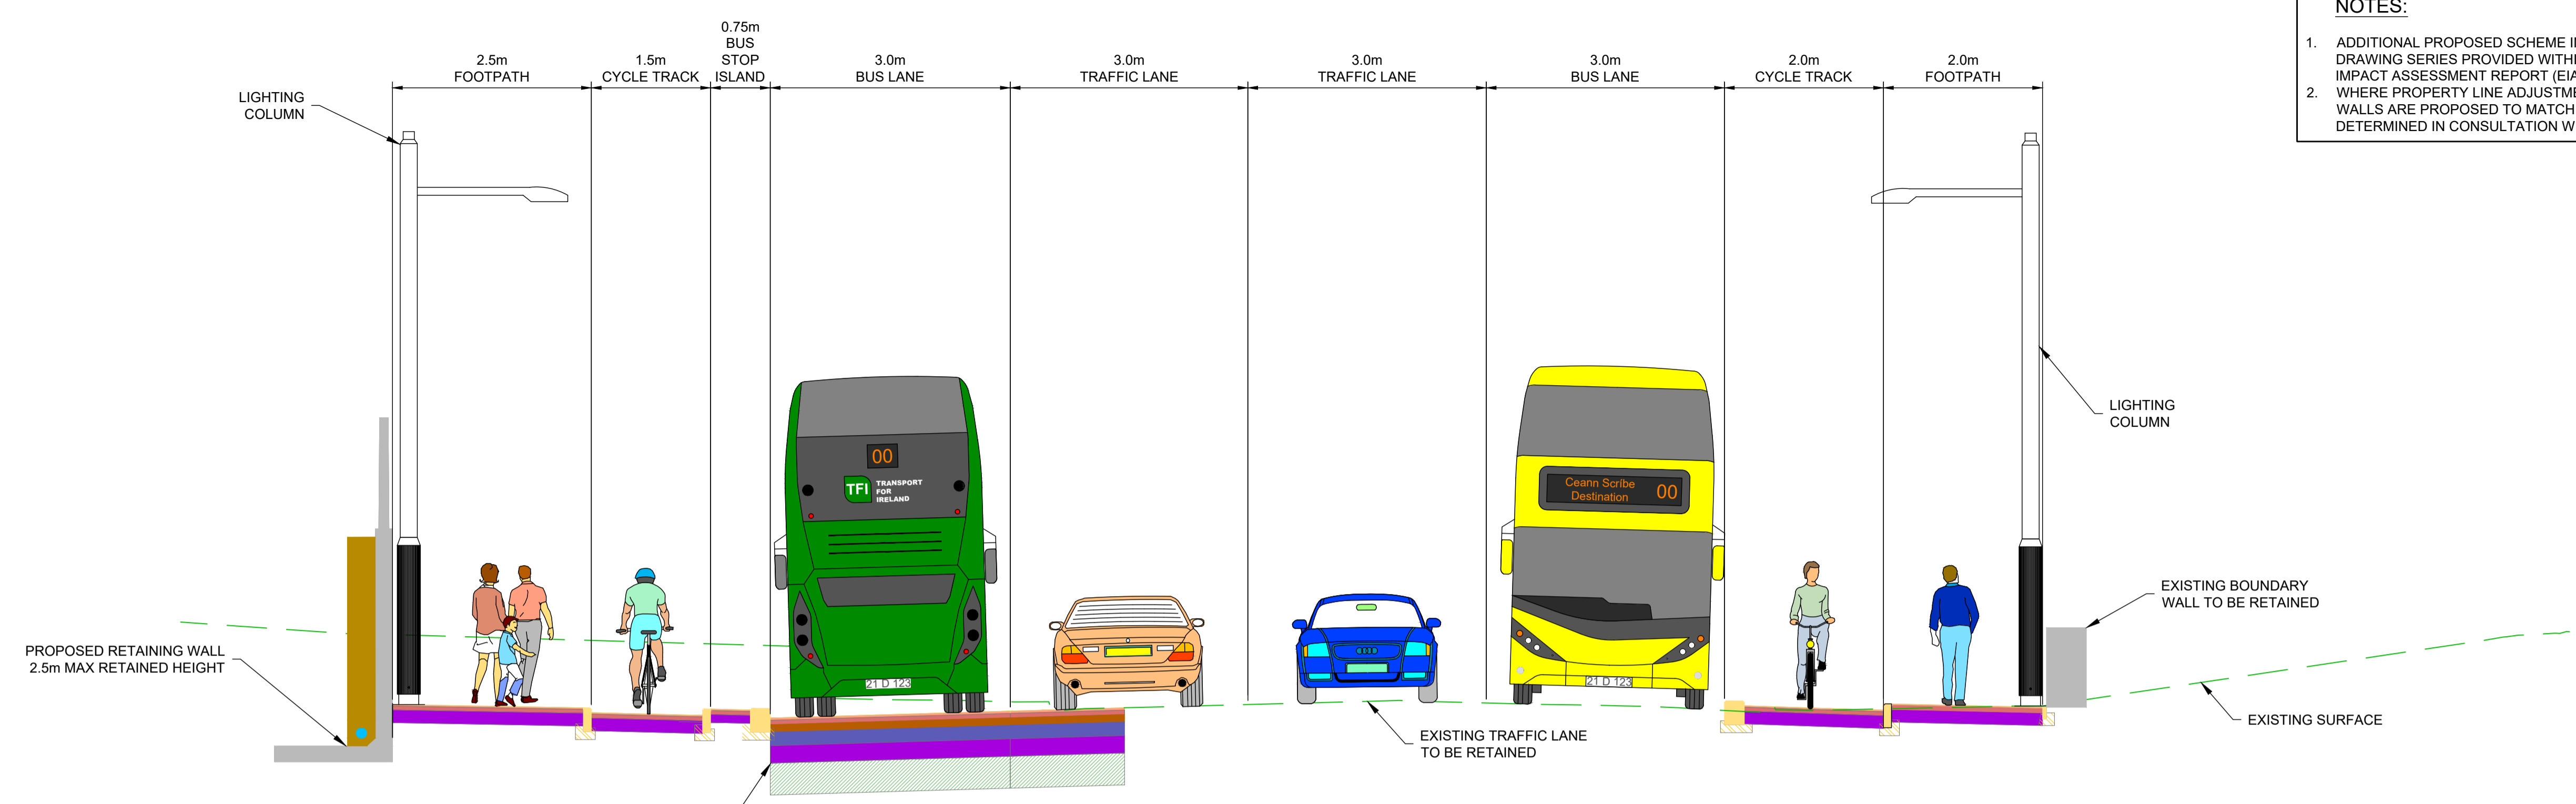 NOTES:
1. ADDITIONAL PROPOSED SCHEME
DRAWING SERIES PROVIDED
IMPACT ASSESSMENT REPORT
2. WHERE PROPERTY LINE
WALLS ARE PROPOSED TO MATCH
DETERMINED IN CONSULTATION
0.75m
BUS
STOP
ISLAND
2.5m
FOOTPATH
1.5m
CYCLE TRACK
3.0m
BUS LANE
3.0m
TRAFFIC LANE
3.0m
TRAFFIC LANE
3.0m
BUS LANE
2.0m
CYCLE TRACK
2.0m
FOOTPATH
LIGHTING
COLUMN
LIGHTING
COLUMN
00
TFI
TRANSPORT
FOR
IRELAND
21 D 123
Ceann Scríbe
Destination
00
21 D 123
EXISTING BOUNDARY
WALL TO BE RETAINED
PROPOSED RETAINING WALL
2.5m MAX RETAINED HEIGHT
EXISTING SURFACE
EXISTING TRAFFIC LANE
TO BE RETAINED